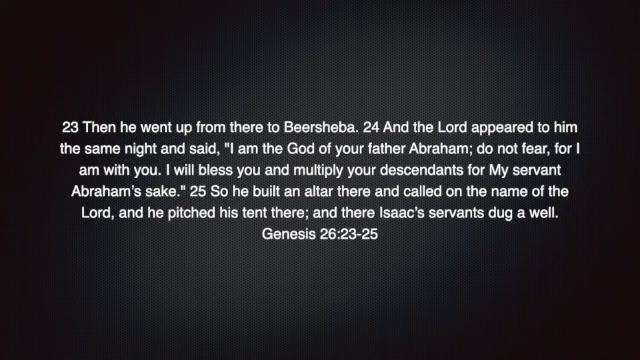 23 Then he went up from there to Beersheba. 24 And the Lord appeared to him
the same night and said, "I am the God of your father Abraham; do not fear, for I
am with you. I will bless you and multiply your descendants for My servant
Abraham's sake." 25 So he built an altar there and called on the name of the
Lord, and he pitched his tent there; and there Isaac's servants dug a well.
Genesis 26:23-25